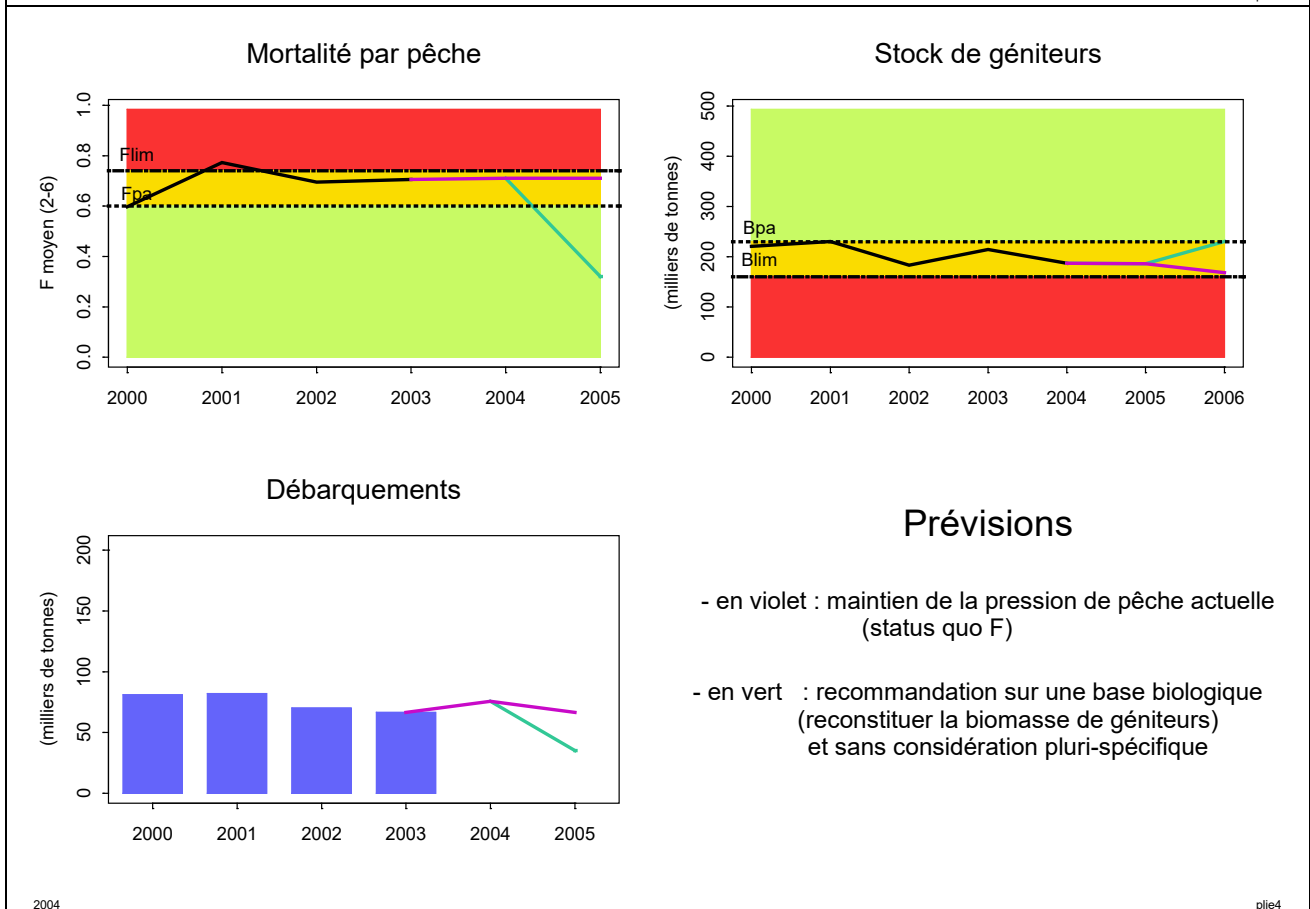 Mortalité par pêche
F moyen (2-6)
1.0
0.8
0.6
0.4
0.2
0.0
Flim
Fpa
2000 2001 2002 2003 2004 2005
Stock de géniteurs
(milliers de tonnes)
500
400
300
200
100
0
Bpa
Blim
2000 2001 2002 2003 2004 2005 2006
Débarquements
(milliers de tonnes)
200
150
100
50
0
2000 2001 2002 2003 2004 2005
Prévisions
- en violet : maintien de la pression de pêche actuelle
(status quo F)
- en vert : recommandation sur une base biologique
(reconstituer la biomasse de géniteurs)
et sans considération pluri-spécifique
2004
plie4